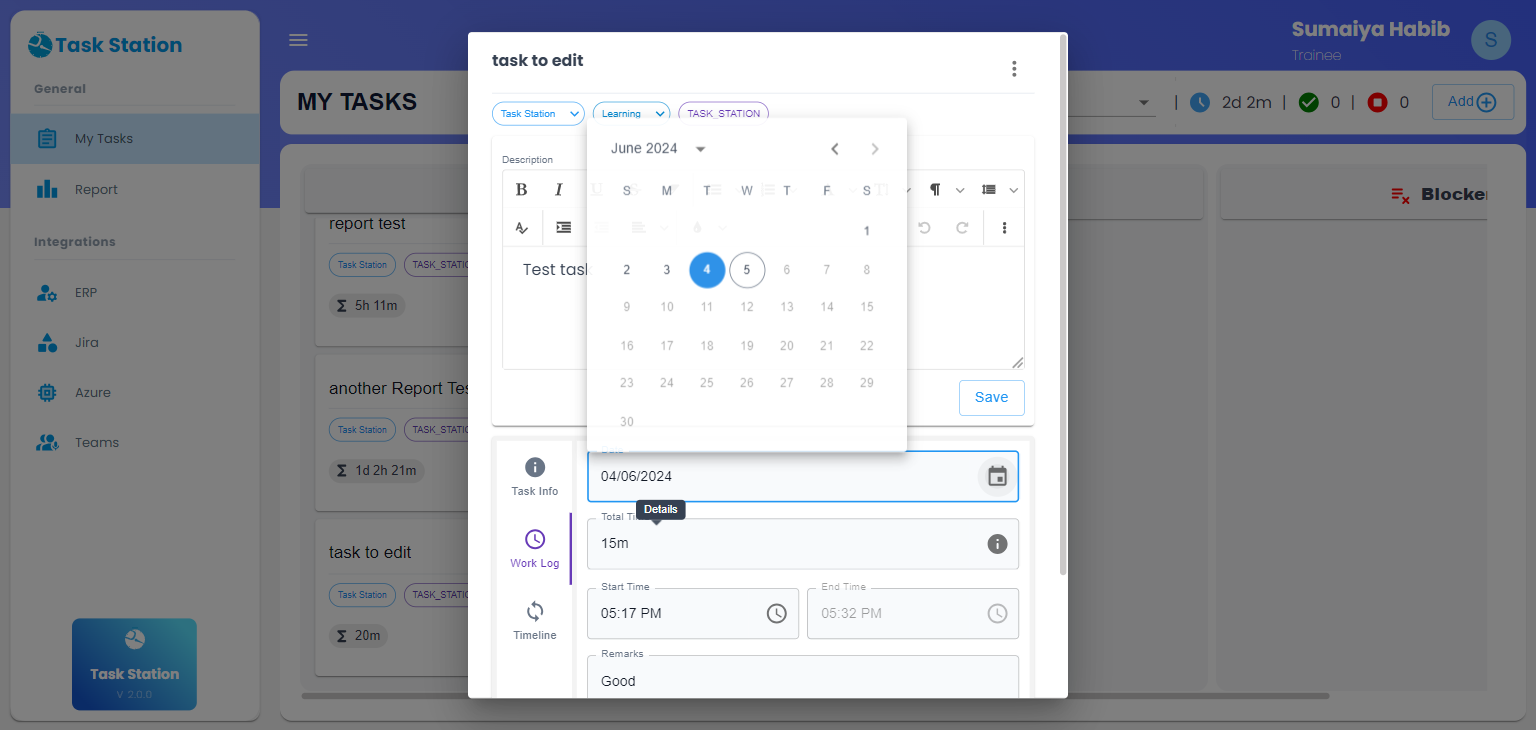 Task Station
General
My Tasks
Report
Integrations
ERP
Jira
Azure
Teams
Task Station
V 2.0.0
Sumaiya Habib
Trainee
S
MY TASKS
| 2d 2m | 0 | 0
Add
report test
Task Station
5h 11m
another Report Tes
Task Station
1d 2h 21m
task to edit
Task Station
20m
task to edit
Task Station Learning TASK_STATION
Description
B I
Test task
June 2024
S M T W T F S
1
2 3 4 5 6 7 8
9 10 11 12 13 14 15
16 17 18 19 20 21 22
23 24 25 26 27 28 29
30
Save
Task Info
Work Log
Timeline
04/06/2024
Details
Total Ti
15m
Start Time
05:17 PM
End Time
05:32 PM
Remarks
Good
Blocke